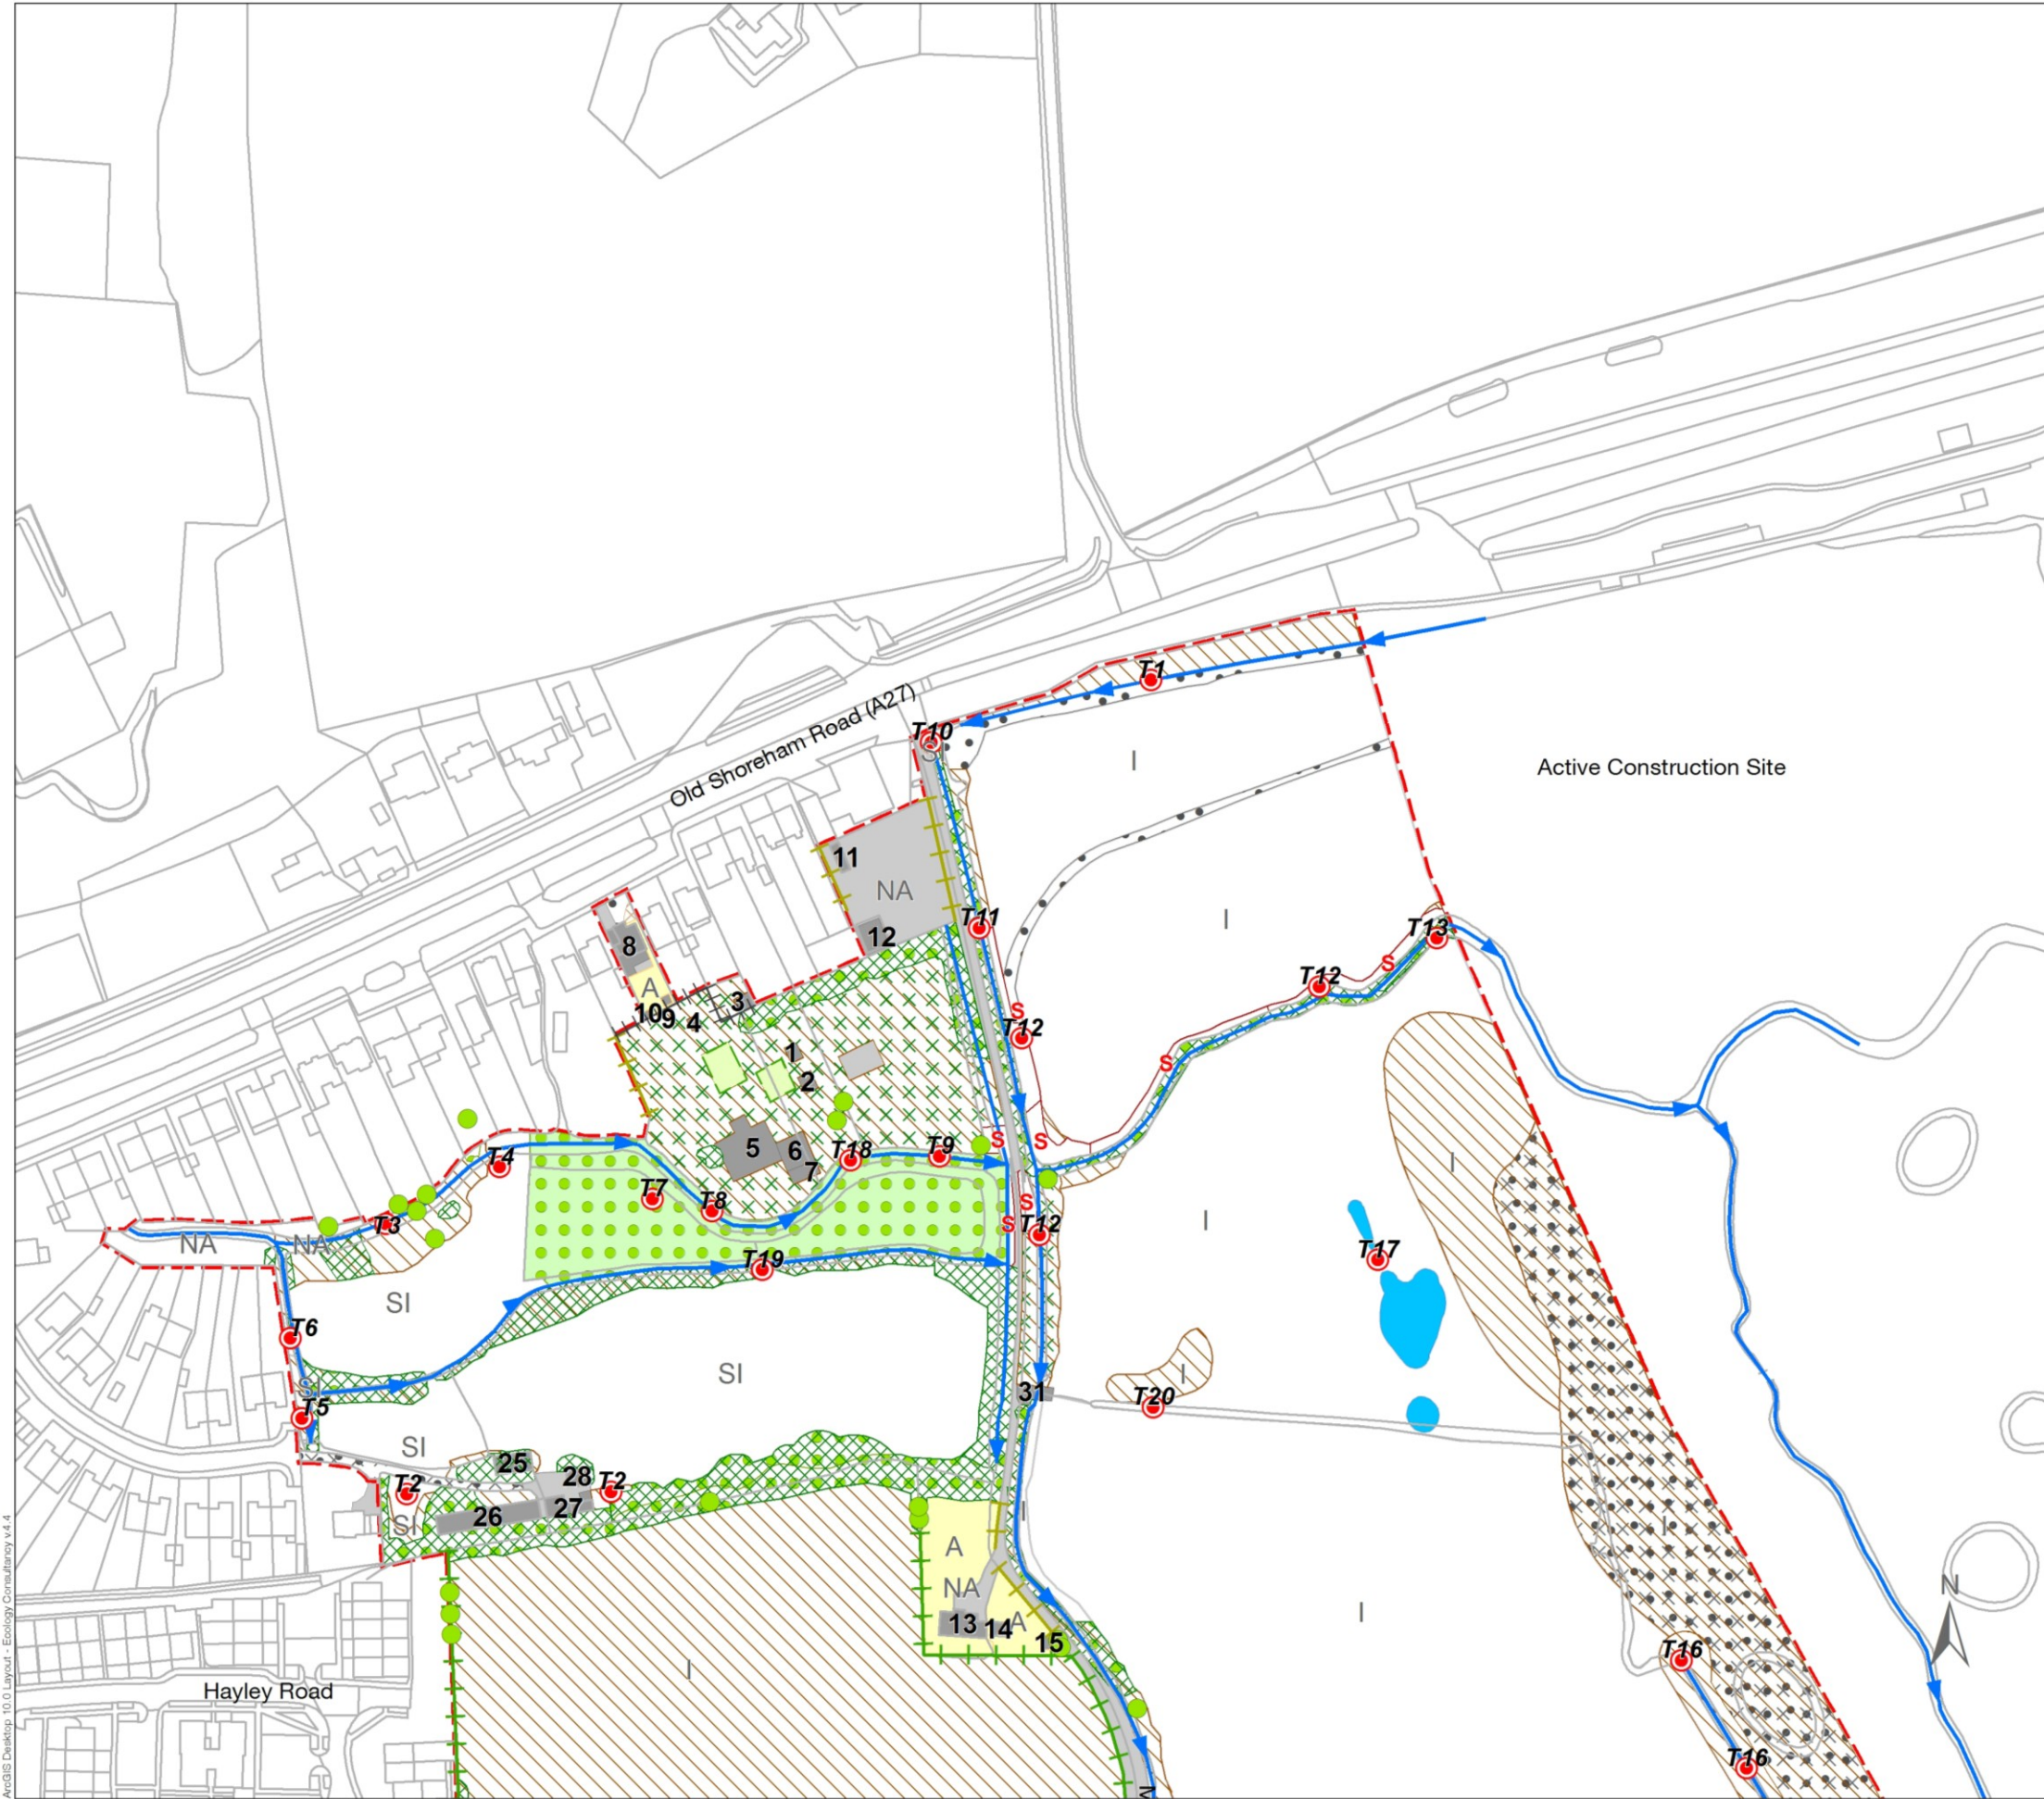 T1
Old Shoreham Road (A27)
T10
SI
I
Active Construction Site
11
NA
12
T11
I
T13
8
S
T12
A
3
10
9
4
S
T12
1
2
S
I
5
6
7
T18
T9
S
S
T4
T7
T8
S
S
T12
I
T3
NA
NA
T17
T19
SI
T6
SI
I
SI
31
T20
T5
SI
25
28
T2
T2
27
26
SI
I
I
A
NA
I
13
14
A
15
T16
N
I
Hayley Road
T16
ArcGIS Desktop 10.0 Layout - Ecology Consultancy v.4.4